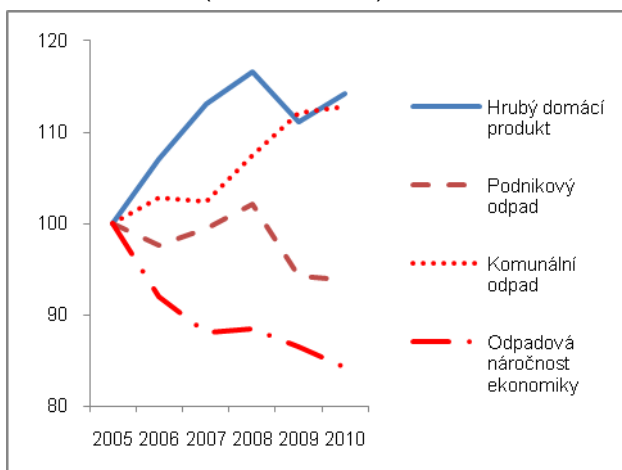 120
110
100
90
80
2005 2006 2007 2008 2009 2010
Hrubý domácí
produkt
Podnikový
odpad
Komunální
odpad
Odpadová
náročnost
ekonomiky